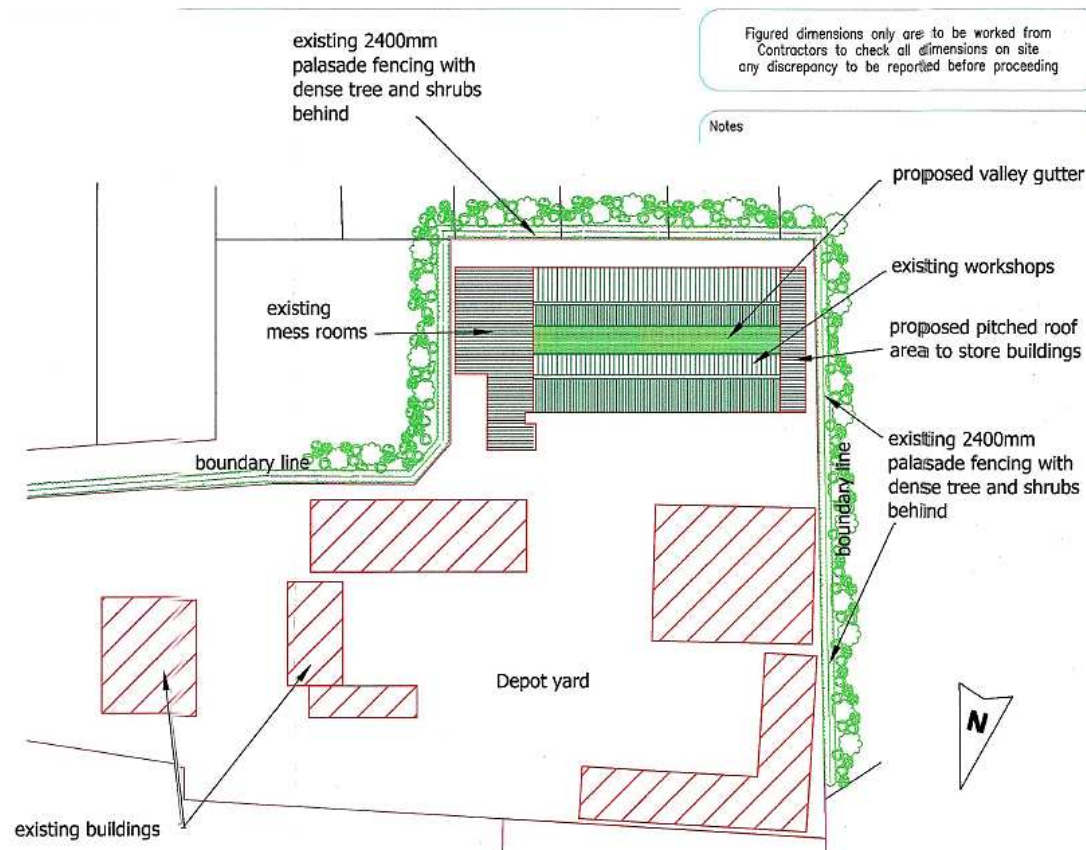 existing 2400mm
palasade fencing with
dense tree and shrubs
behind
Figured dimensions only are to be worked from
Contractors to check all dimensions on site
any discrepancy to be reported before proceeding
Notes
proposed valley gutter
existing workshops
proposed pitched roof
area to store buildings
existing
mess rooms
boundary line
existing 2400mm
palasade fencing with
dense tree and shrubs
behind
boundary line
Depot yard
N
existing buildings